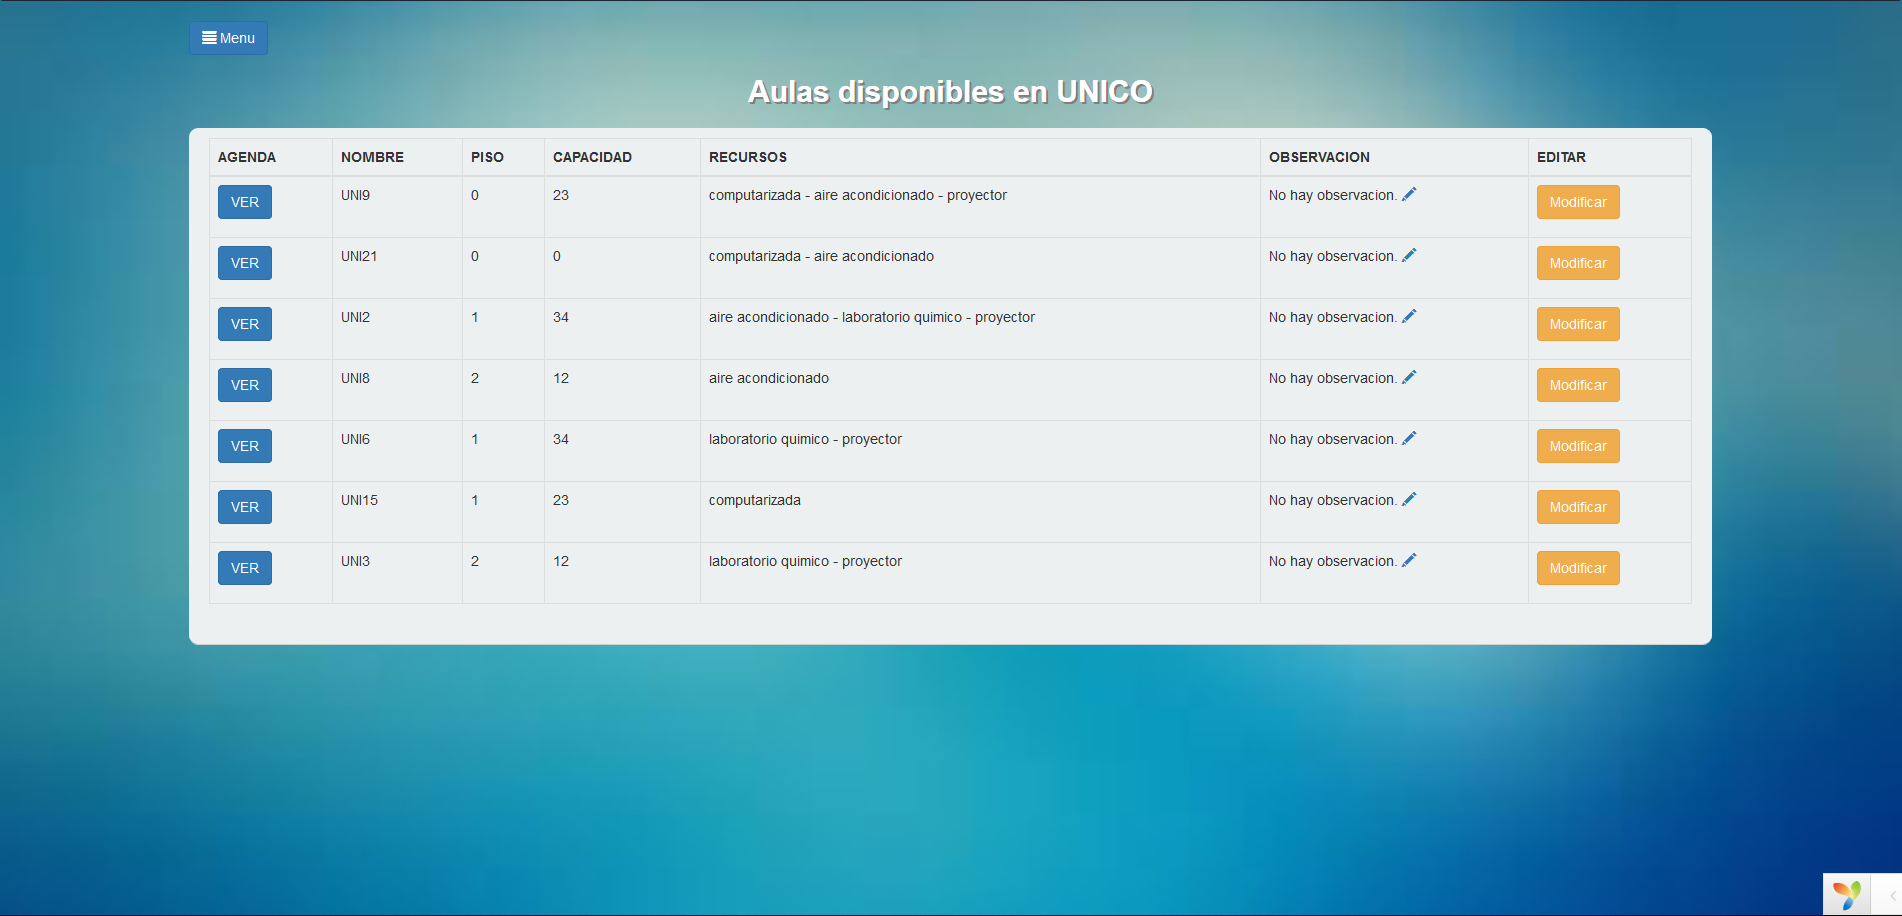 Menu
Aulas disponibles en UNICO
AGENDA NOMBRE PISO CAPACIDAD RECURSOS OBSERVACION EDITAR
VER UNI9 0 23 computarizada - aire acondicionado - proyector No hay observacion. Modificar
VER UNI21 0 0 computarizada - aire acondicionado No hay observacion. Modificar
VER UNI2 1 34 aire acondicionado - laboratorio quimico - proyector No hay observacion. Modificar
VER UNI8 2 12 aire acondicionado No hay observacion. Modificar
VER UNI6 1 34 laboratorio quimico - proyector No hay observacion. Modificar
VER UNI15 1 23 computarizada No hay observacion. Modificar
VER UNI3 2 12 laboratorio quimico - proyector No hay observacion. Modificar